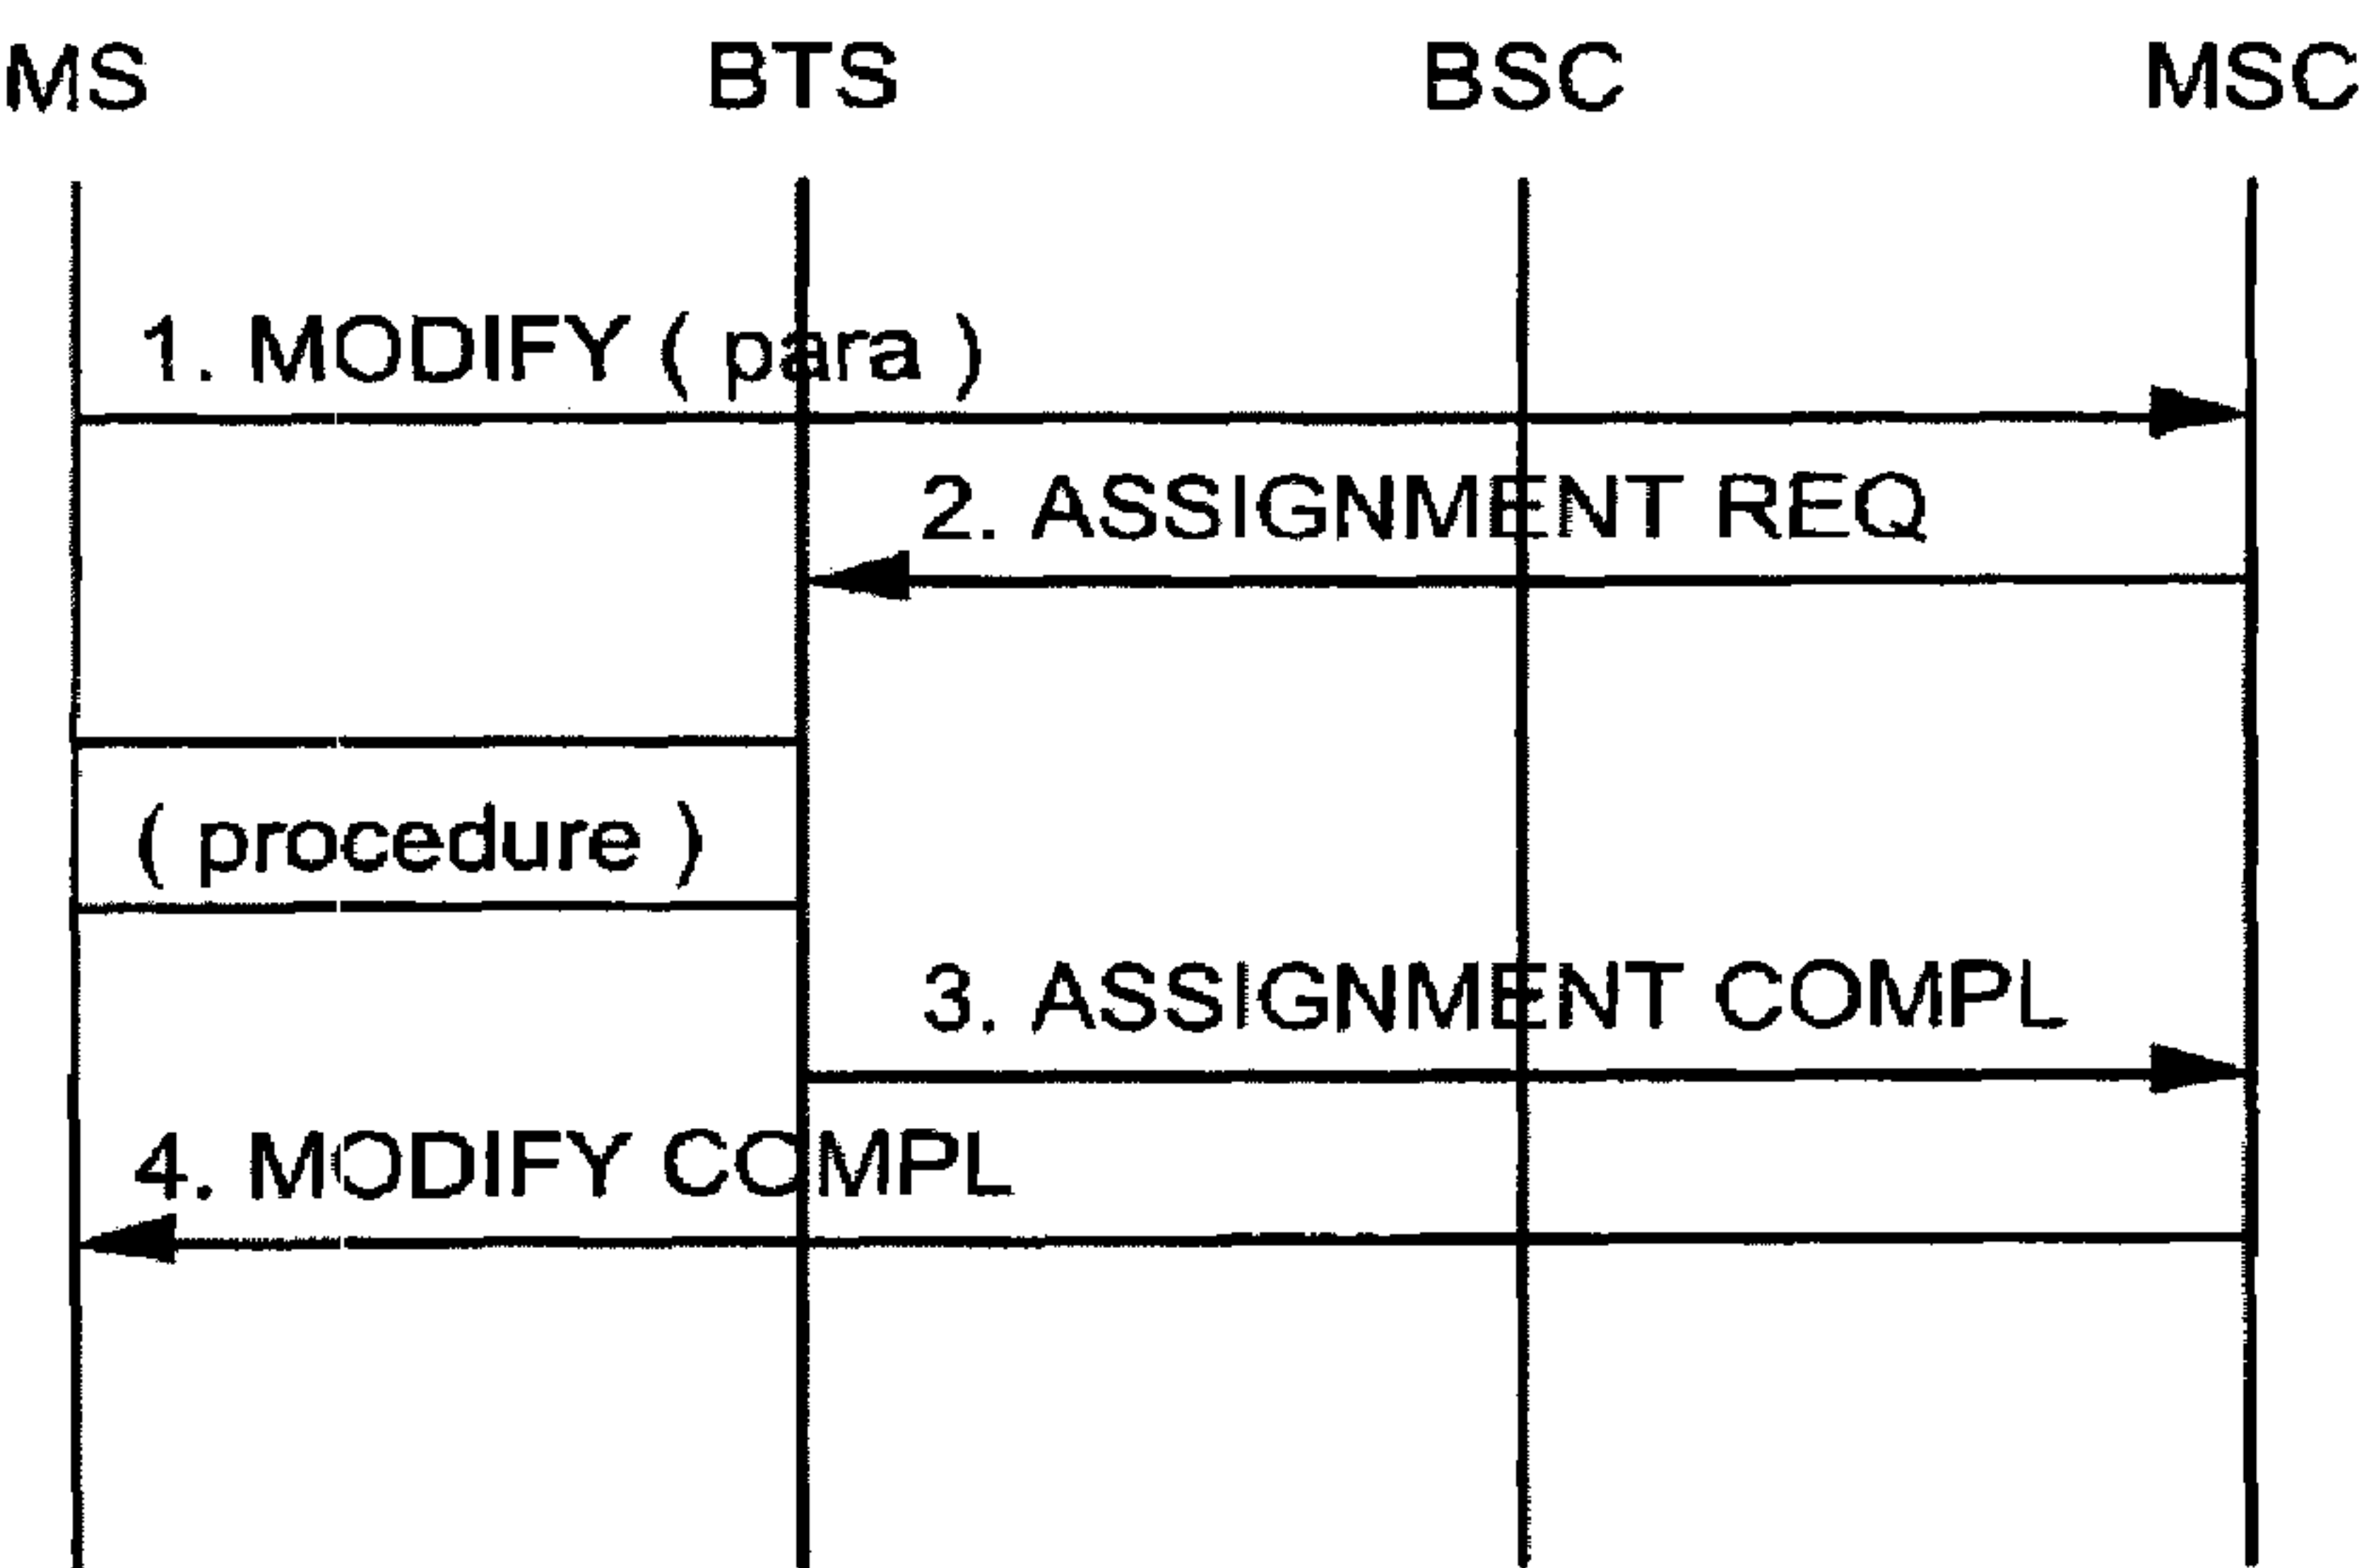 MS BTS BSC MSC
1. MODIFY ( para )
2. ASSIGNMENT REQ
( procedure )
3. ASSIGNMENT COMPL
4. MODIFY COMPL